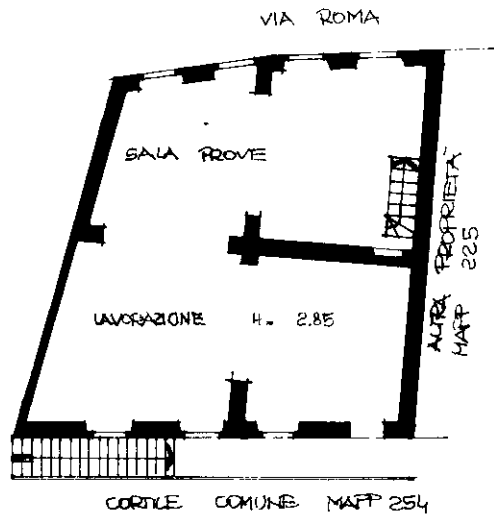 VIA ROMA
SALA PROVE
ALTRA PROPRIETÀ
MAPP 225
LAVORAZIONE H= 2.85
CORTILE COMUNE MAPP 254